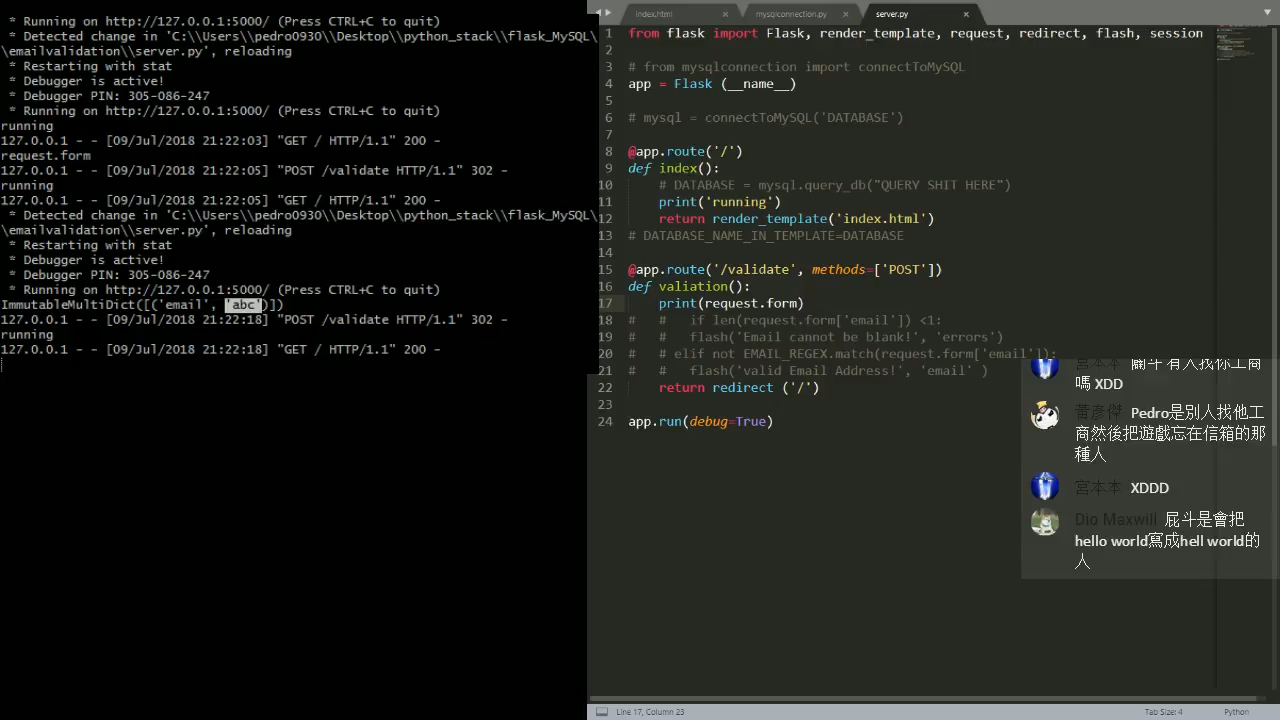 * Running on http://127.0.0.1:5000/ (Press CTRL+C to quit)
 * Detected change in 'C:\\Users\\pedro0930\\Desktop\\python_stack\\flask_MySQL\
\emailvalidation\\server.py', reloading
 * Restarting with stat
 * Debugger is active!
 * Debugger PIN: 305-086-247
 * Running on http://127.0.0.1:5000/ (Press CTRL+C to quit)
running
127.0.0.1 - - [09/Jul/2018 21:22:03] "GET / HTTP/1.1" 200 -
request.form
127.0.0.1 - - [09/Jul/2018 21:22:05] "POST /validate HTTP/1.1" 302 -
running
127.0.0.1 - - [09/Jul/2018 21:22:05] "GET / HTTP/1.1" 200 -
 * Detected change in 'C:\\Users\\pedro0930\\Desktop\\python_stack\\flask_MySQL\
\emailvalidation\\server.py', reloading
 * Restarting with stat
 * Debugger is active!
 * Debugger PIN: 305-086-247
 * Running on http://127.0.0.1:5000/ (Press CTRL+C to quit)
ImmutableMultiDict([('email', 'abc')])
127.0.0.1 - - [09/Jul/2018 21:22:18] "POST /validate HTTP/1.1" 302 -
running
127.0.0.1 - - [09/Jul/2018 21:22:18] "GET / HTTP/1.1" 200 -
index.html × mysqlconnection.py × server.py ×
1 from flask import Flask, render_template, request, redirect, flash, session
2
3 # from mysqlconnection import connectToMySQL
4 app = Flask (__name__)
5
6 # mysql = connectToMySQL('DATABASE')
7
8 @app.route('/')
9 def index():
10     # DATABASE = mysql.query_db("QUERY SHIT HERE")
11     print('running')
12     return render_template('index.html')
13 # DATABASE_NAME_IN_TEMPLATE=DATABASE
14
15 @app.route('/validate', methods=['POST'])
16 def valiation():
17     print(request.form)
18 #   #   if len(request.form['email']) <1:
19 #   #   flash('Email cannot be blank!', 'errors')
20 #   # elif not EMAIL_REGEX.match(request.form['email']):
21 #   #   flash('valid Email Address!', 'email' )
22     return redirect ('/')
23
24 app.run(debug=True)
宮本本 有人找你工商
嗎 XDD
黃彥傑 Pedro是別人找他工
商然後把遊戲忘在信箱的那
種人
宮本本 XDDD
Dio Maxwill 屁斗是會把
hello world寫成hell world的
人
Line 17, Column 23
Tab Size: 4
Python